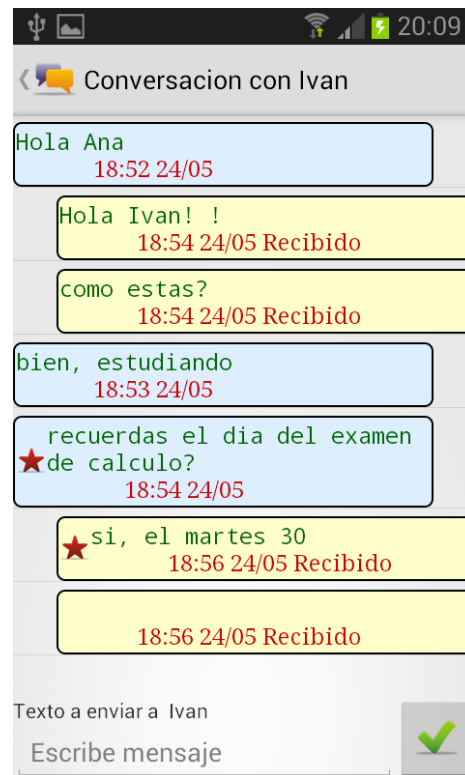 20:09
Conversacion con Ivan
Hola Ana
18:52 24/05
Hola Ivan! !
18:54 24/05 Recibido
como estas?
18:54 24/05 Recibido
bien, estudiando
18:53 24/05
recuerdas el dia del examen
de calculo?
18:54 24/05
si, el martes 30
18:56 24/05 Recibido
18:56 24/05 Recibido
Texto a enviar a Ivan
Escribe mensaje